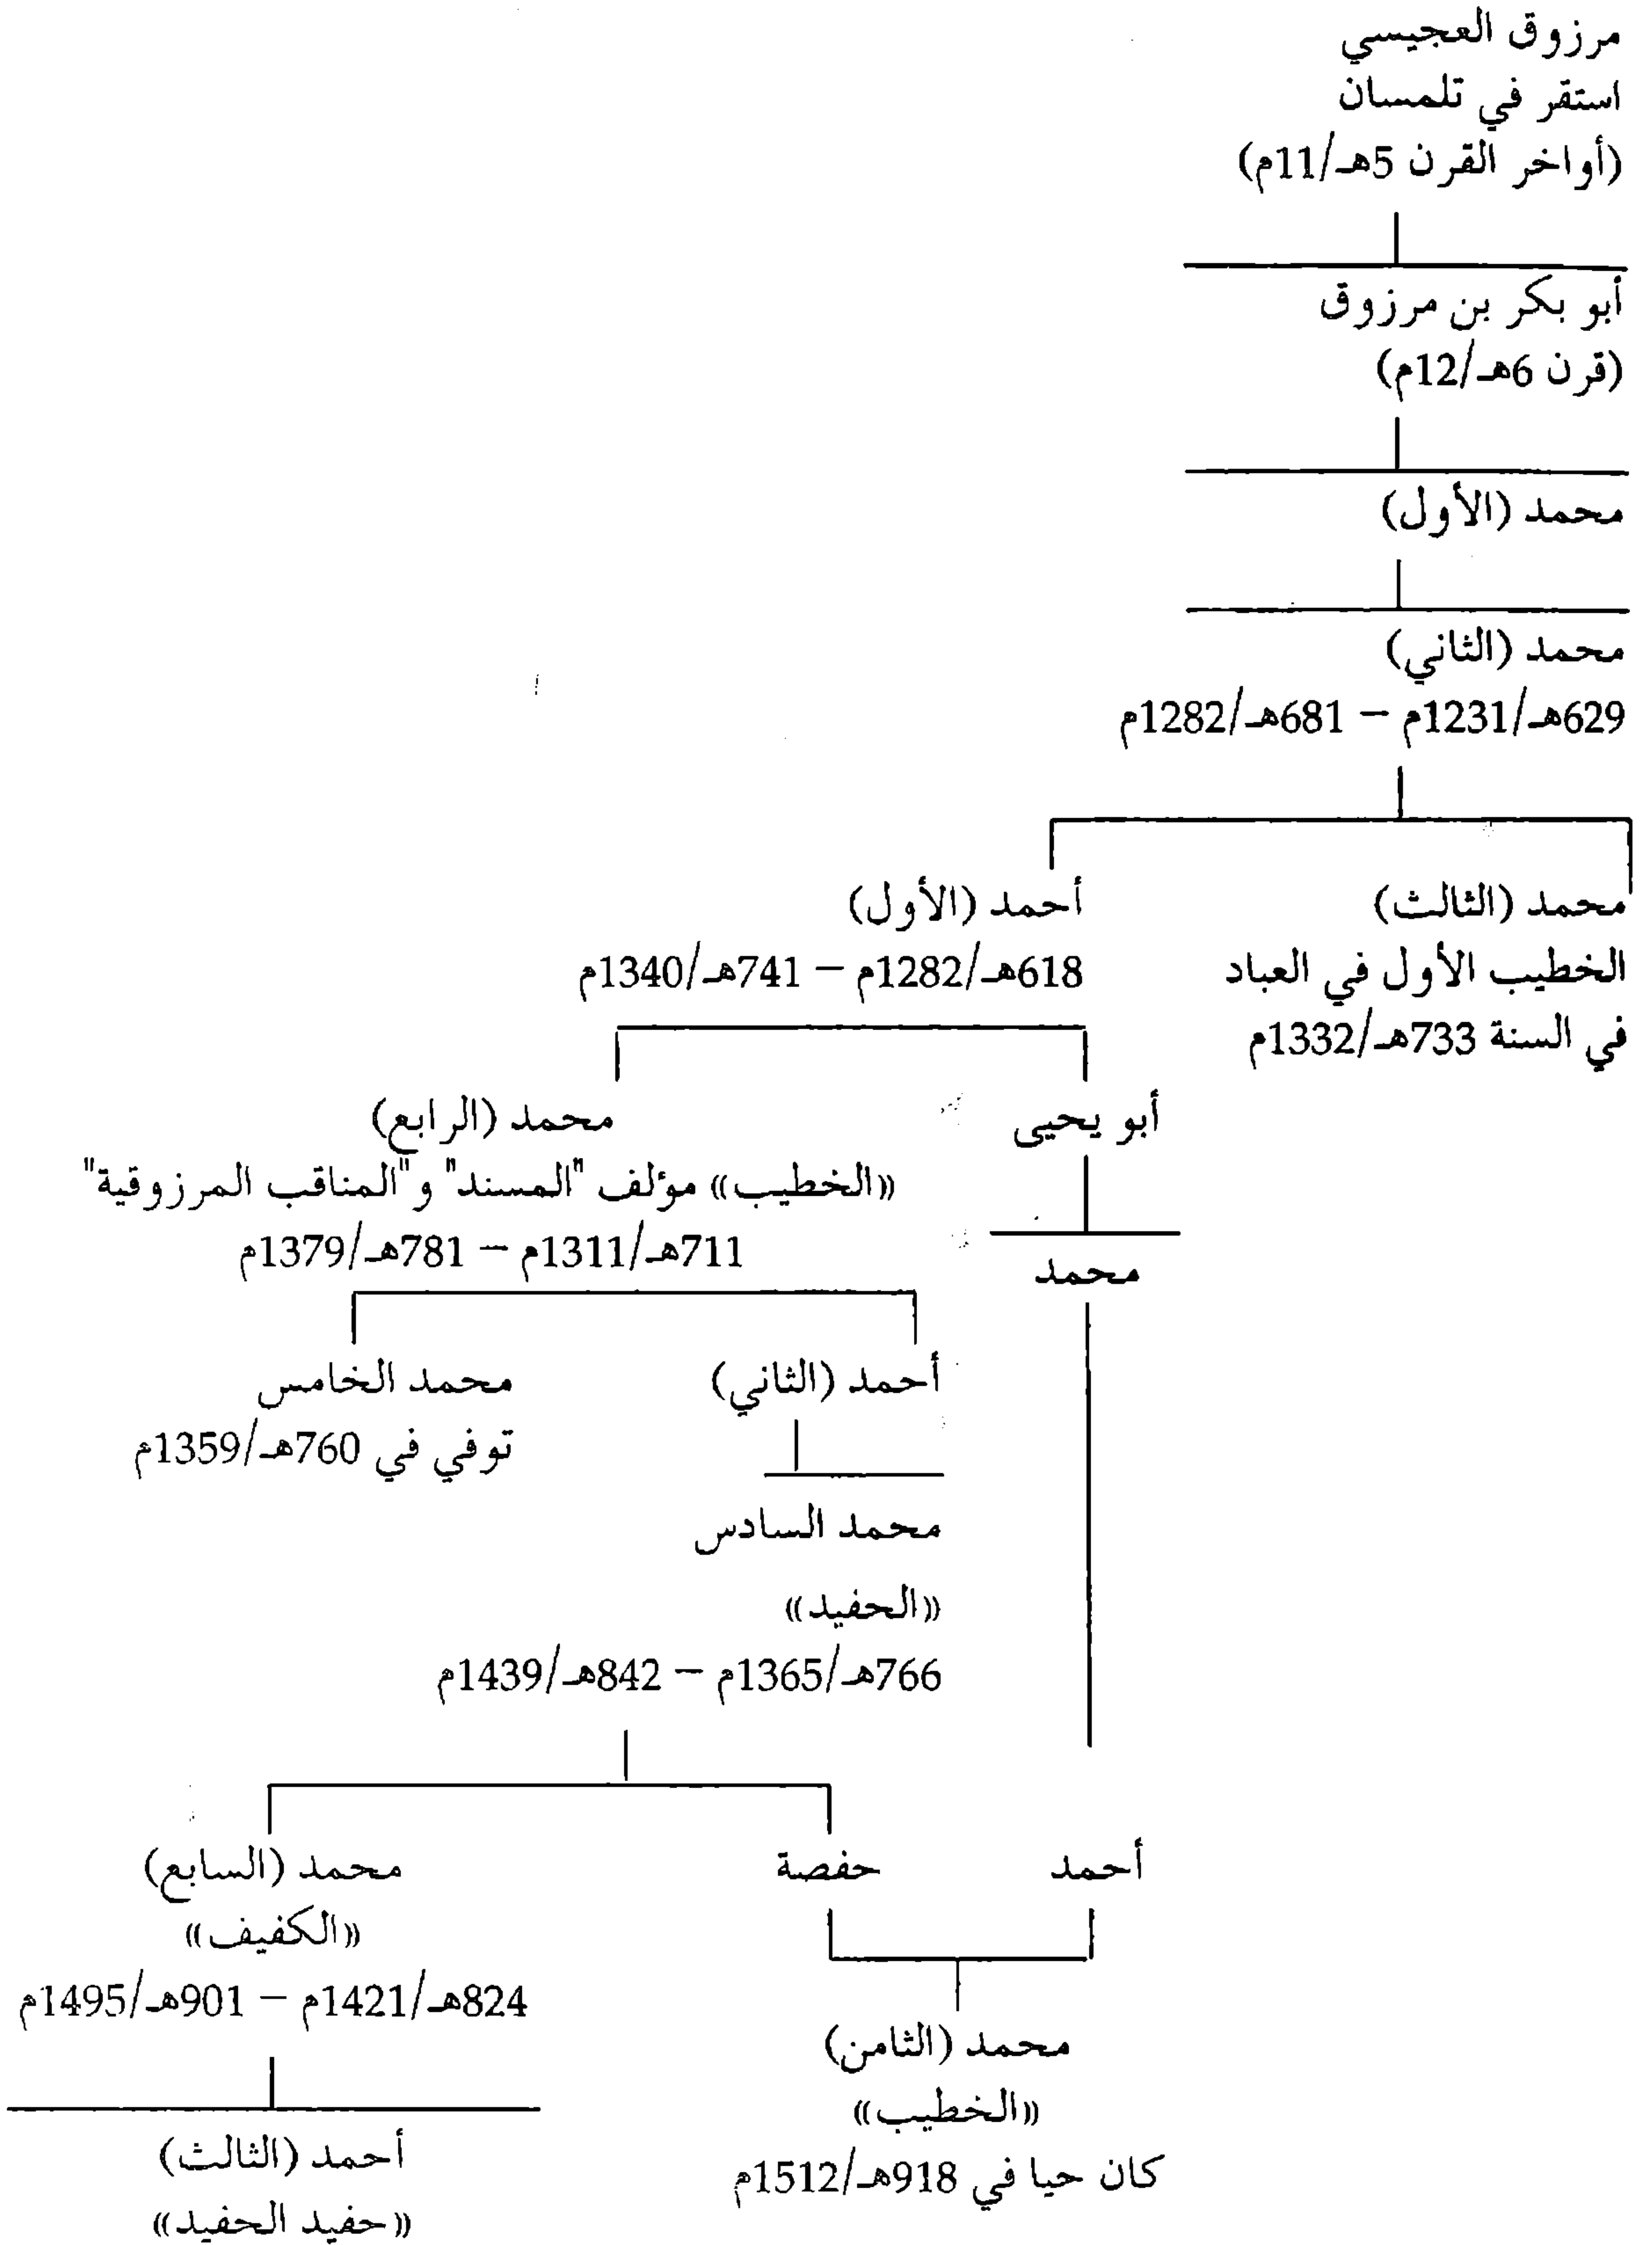 مرزوق العجيسي
استقر في تلمسان
(أواخر القرن 5هـ/11م)
أبو بكر بن مرزوق
(قرن 6هـ/12م)
محمد (الأول)
محمد (الثاني)
629هـ/1231م – 681هـ/1282م
محمد (الثالث)
الخطيب الأول في العباد
في السنة 733هـ/1332م
أحمد (الأول)
618هـ/1282م – 741هـ/1340م
أبو يحيى
محمد
محمد (الرابع)
«الخطيب» مؤلف "المسند" و"المناقب المرزوقية"
711هـ/1311م – 781هـ/1379م
أحمد (الثاني)
محمد الخامس
توفي في 760هـ/1359م
محمد السادس
«الحفيد»
766هـ/1365م – 842هـ/1439م
أحمد
حفصة
محمد (السابع)
«الكفيف»
824هـ/1421م – 901هـ/1495م
محمد (الثامن)
«الخطيب»
كان حيا في 918هـ/1512م
أحمد (الثالث)
«حفيد الحفيد»